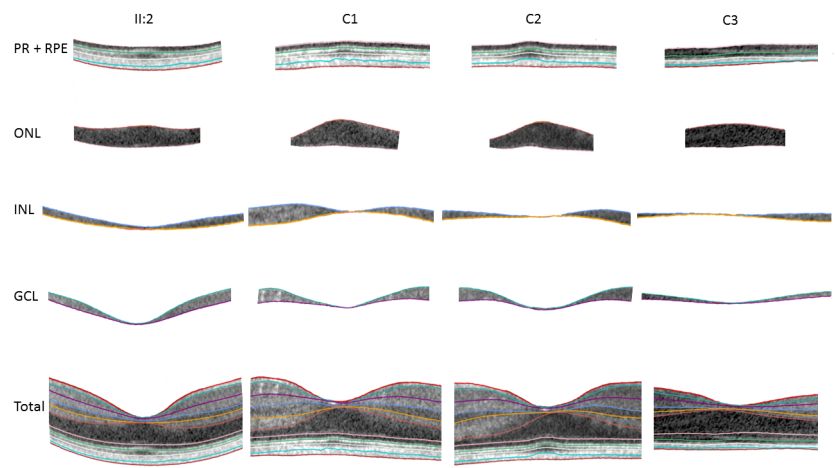 II:2 C1 C2 C3
PR + RPE
ONL
INL
GCL
Total